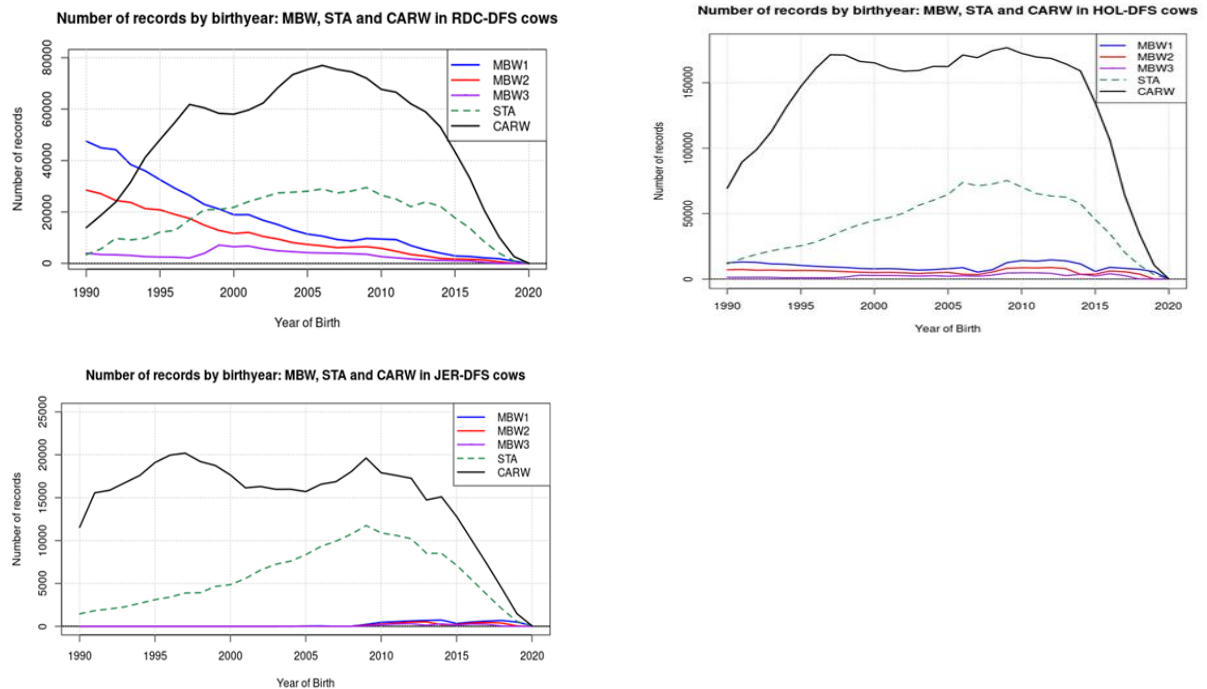 Number of records by birthyear: MBW, STA and CARW in RDC-DFS cows
Number of records
80000
60000
40000
20000
0
MBW1
MBW2
MBW3
STA
CARW
1990
1995
2000
2005
2010
2015
2020
Year of Birth
Number of records by birthyear: MBW, STA and CARW in HOL-DFS cows
Number of records
150000
100000
50000
0
MBW1
MBW2
MBW3
STA
CARW
1990
1995
2000
2005
2010
2015
2020
Year of Birth
Number of records by birthyear: MBW, STA and CARW in JER-DFS cows
Number of records
25000
20000
15000
10000
5000
0
MBW1
MBW2
MBW3
STA
CARW
1990
1995
2000
2005
2010
2015
2020
Year of Birth